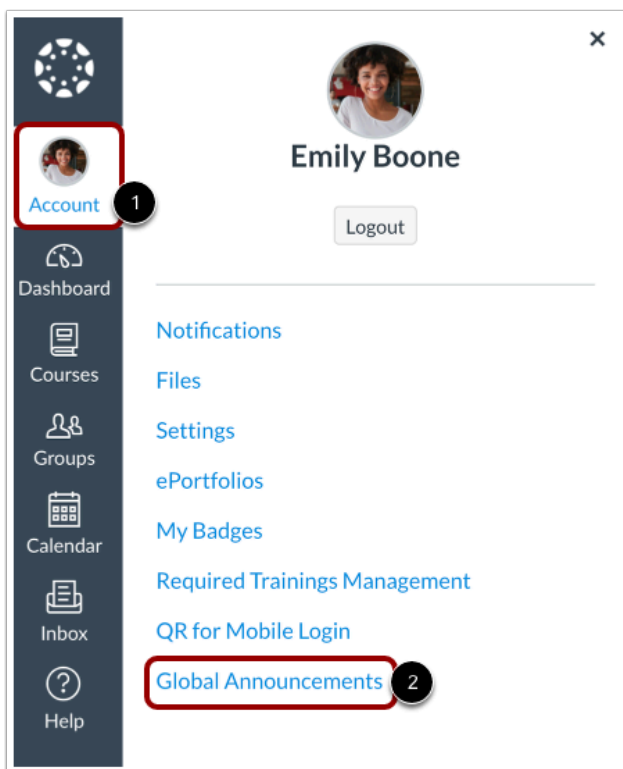 ×
Emily Boone
Account
1
Logout
Dashboard
Courses
Groups
Calendar
Inbox
Help
Notifications
Files
Settings
ePortfolios
My Badges
Required Trainings Management
QR for Mobile Login
Global Announcements
2
?